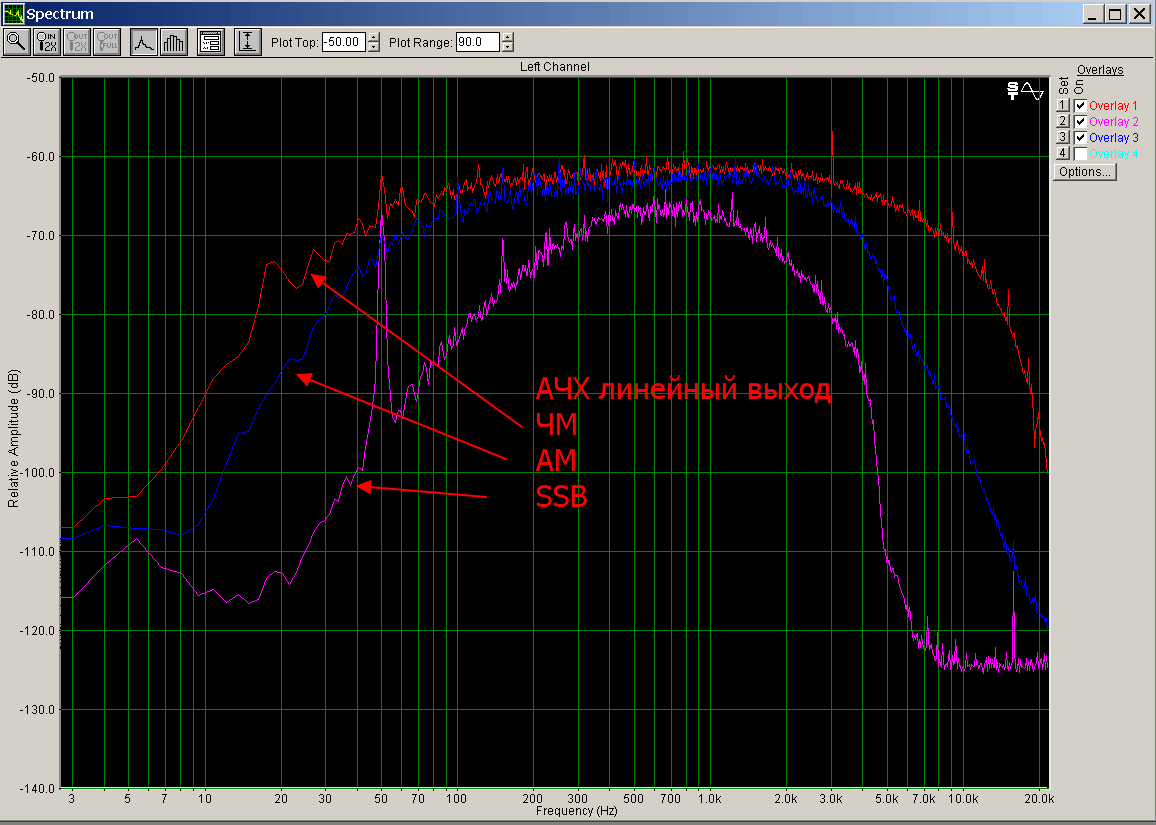 Spectrum
IN 2X
OUT 2X
OUT FULL
Plot Top: -50.00
Plot Range: 90.0
Left Channel
Overlays
Set
On
1 Overlay 1
2 Overlay 2
3 Overlay 3
4 Overlay 4
Options...
S
T
Relative Amplitude (dB)
-50.0
-60.0
-70.0
-80.0
-90.0
-100.0
-110.0
-120.0
-130.0
-140.0
АЧХ линейный выход
ЧМ
АМ
SSB
3 5 7 10 20 30 50 70 100 200 300 500 700 1.0k 2.0k 3.0k 5.0k 7.0k 10.0k 20.0k
Frequency (Hz)